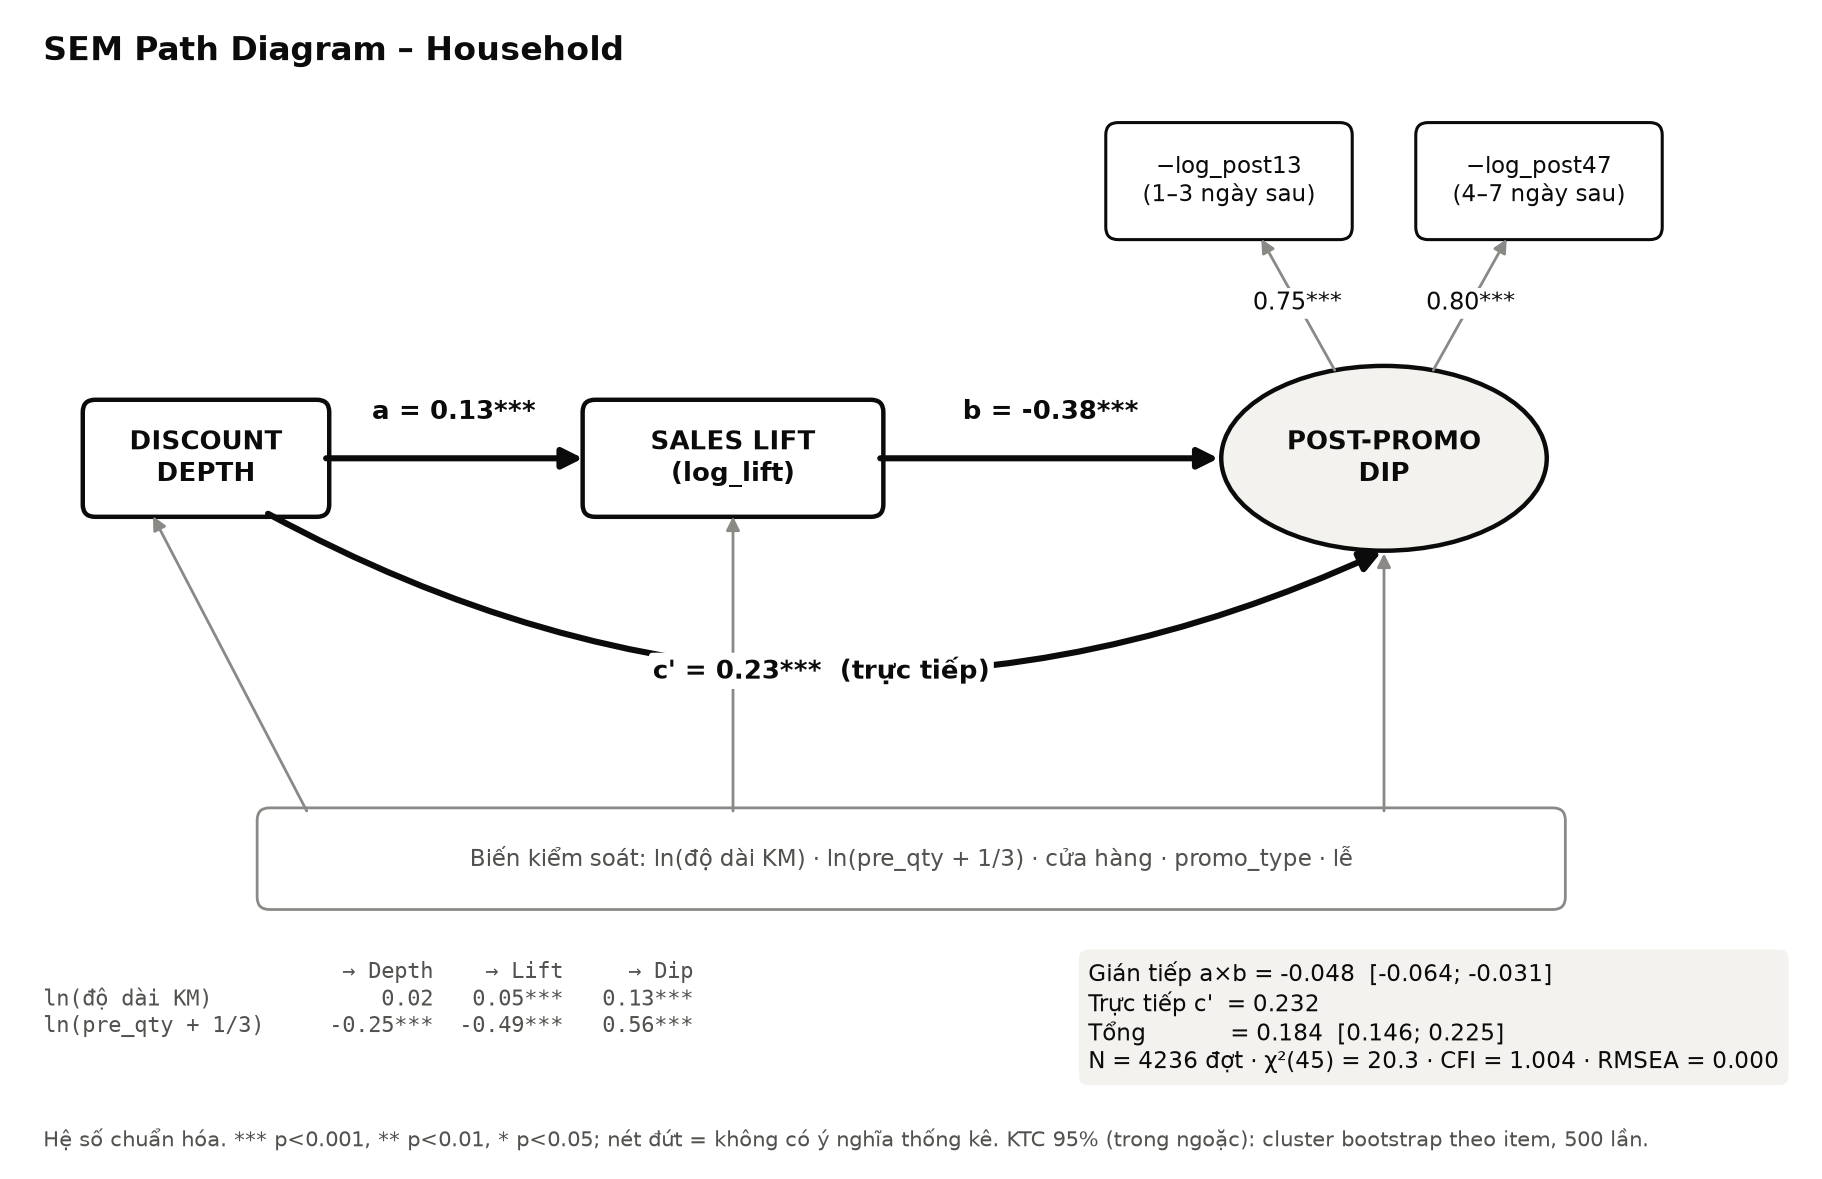 SEM Path Diagram – Household
−log_post13
(1–3 ngày sau)
−log_post47
(4–7 ngày sau)
0.75***
0.80***
DISCOUNT
DEPTH
a = 0.13***
SALES LIFT
(log_lift)
b = -0.38***
POST-PROMO
DIP
c' = 0.23***  (trực tiếp)
Biến kiểm soát: ln(độ dài KM) · ln(pre_qty + 1/3) · cửa hàng · promo_type · lễ
→ Depth → Lift → Dip
ln(độ dài KM) 0.02 0.05*** 0.13***
ln(pre_qty + 1/3) -0.25*** -0.49*** 0.56***
Gián tiếp a×b = -0.048  [-0.064; -0.031]
Trực tiếp c'  = 0.232
Tổng = 0.184  [0.146; 0.225]
N = 4236 đợt · χ²(45) = 20.3 · CFI = 1.004 · RMSEA = 0.000
Hệ số chuẩn hóa. *** p<0.001, ** p<0.01, * p<0.05; nét đứt = không có ý nghĩa thống kê. KTC 95% (trong ngoặc): cluster bootstrap theo item, 500 lần.